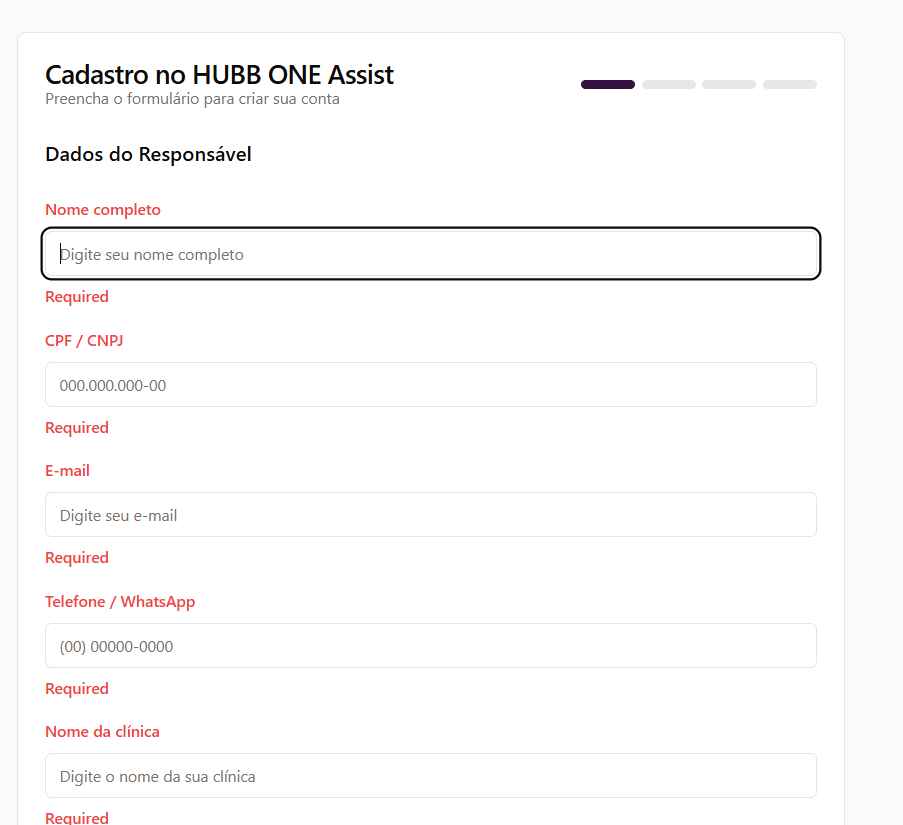 Cadastro no HUBB ONE Assist
Preencha o formulário para criar sua conta
Dados do Responsável
Nome completo
Digite seu nome completo
Required
CPF / CNPJ
000.000.000-00
Required
E-mail
Digite seu e-mail
Required
Telefone / WhatsApp
(00) 00000-0000
Required
Nome da clínica
Digite o nome da sua clínica
Required